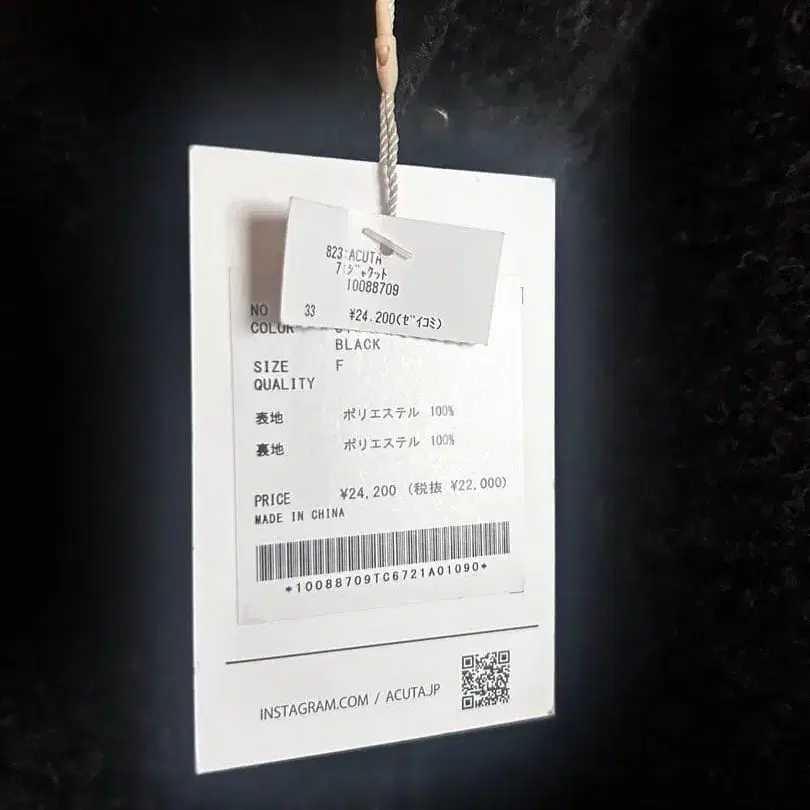 823:ACUTA
7:ｼﾞｬｹｯﾄ
10088709
33 ¥24.200(ｾﾞｲｺﾐ)
NO
COLOR
BLACK
SIZE F
QUALITY
表地 ポリエステル 100%
裏地 ポリエステル 100%
PRICE ¥24,200 (税抜 ¥22,000)
MADE IN CHINA
*10088709TC6721A01090*
INSTAGRAM.COM / ACUTA.JP